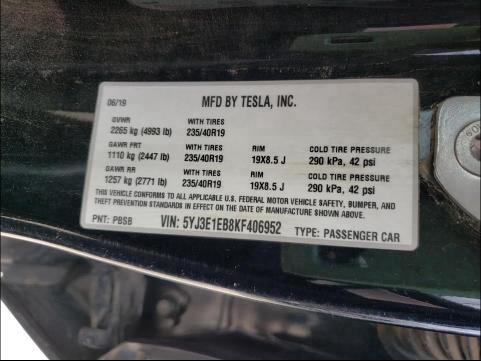 06/19 MFD BY TESLA, INC.
GVWR WITH TIRES
2265 kg (4993 lb) 235/40R19
GAWR FRT WITH TIRES RIM COLD TIRE PRESSURE
1110 kg (2447 lb) 235/40R19 19X8.5 J 290 kPa, 42 psi
GAWR RR WITH TIRES RIM COLD TIRE PRESSURE
1257 kg (2771 lb) 235/40R19 19X8.5 J 290 kPa, 42 psi
THIS VEHICLE CONFORMS TO ALL APPLICABLE U.S. FEDERAL MOTOR VEHICLE SAFETY, BUMPER, AND
THEFT PREVENTION STANDARDS IN EFFECT ON THE DATE OF MANUFACTURE SHOWN ABOVE.
PNT: PBSB VIN: 5YJ3E1EB8KF406952 TYPE: PASSENGER CAR